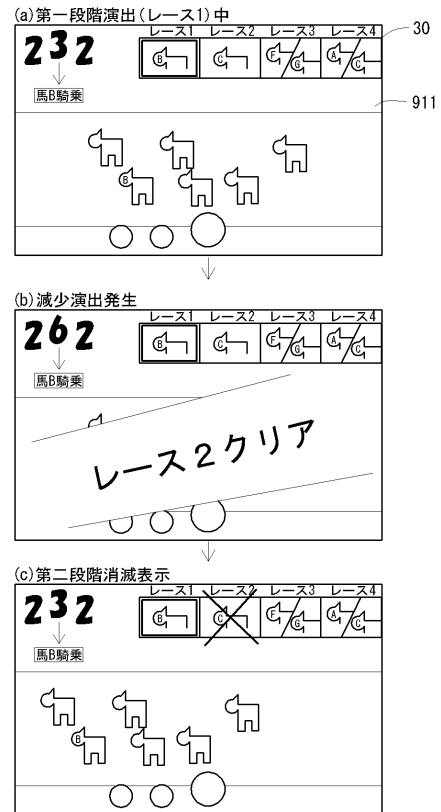 (a)第一段階演出(レース1)中
232
レース1 レース2 レース3 レース4
B C F G A C
30
馬B騎乗
911
B
(b)減少演出発生
262
レース1 レース2 レース3 レース4
B C F G A C
馬B騎乗
レース2クリア
(c)第二段階消滅表示
232
レース1 レース2 レース3 レース4
B C F G A C
馬B騎乗
B